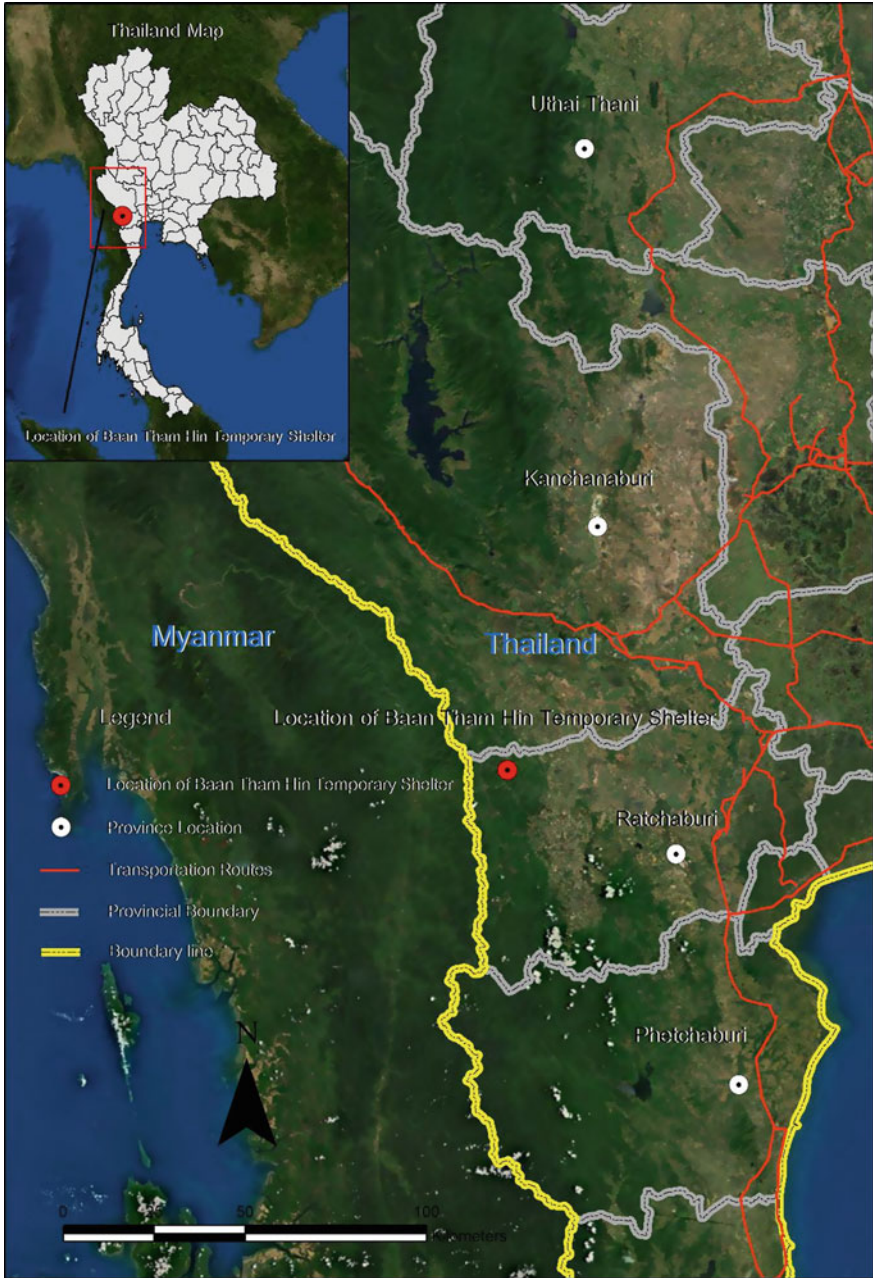 Thailand Map
Location of Baan Tham Hin Temporary Shelter
Uthai Thani
Kanchanaburi
Myanmar
Thailand
Location of Baan Tham Hin Temporary Shelter
Ratchaburi
Phetchaburi
Legend
Location of Baan Tham Hin Temporary Shelter
Province Location
Transportation Routes
Provincial Boundary
Boundary line
N
0 25 50 100
Kilometers